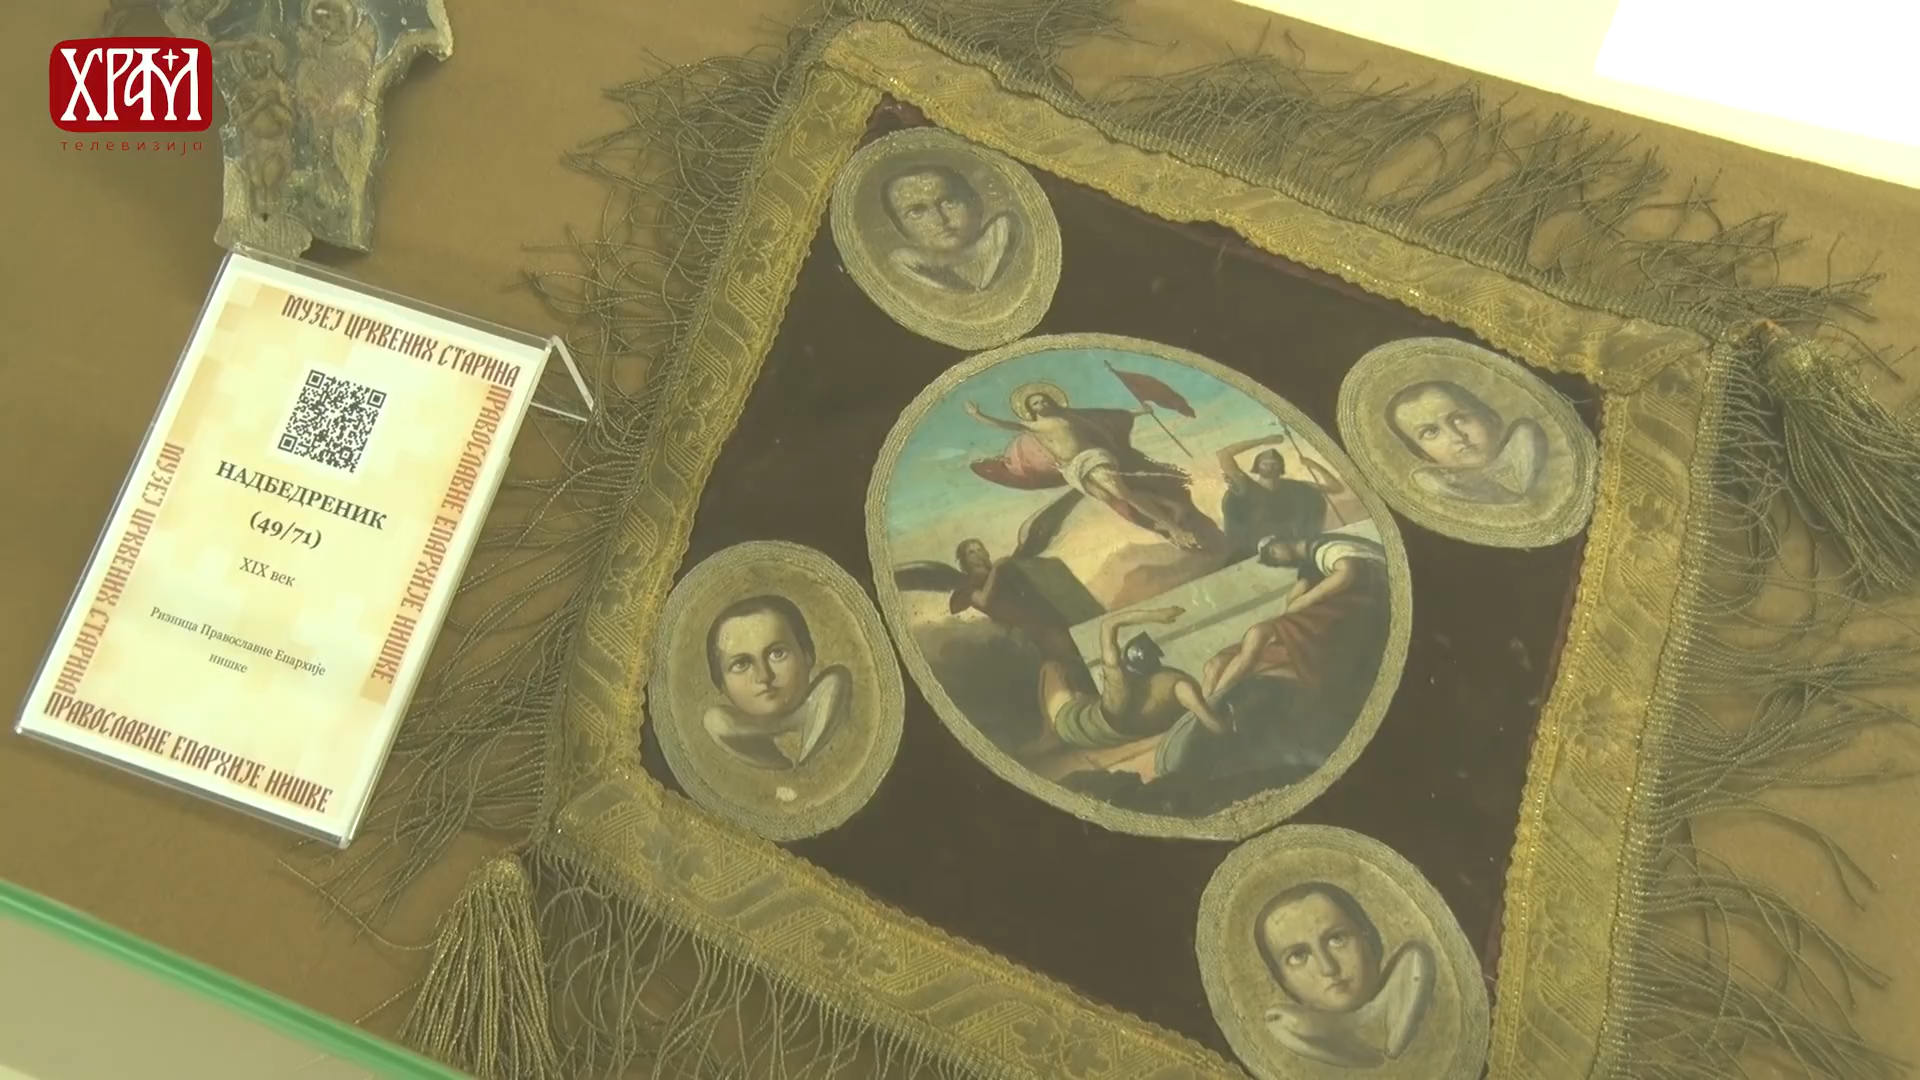 ХРАМ
телевизија
МУЗЕЈ ЦРКВЕНИХ СТАРИНА
ПРАВОСЛАВНЕ ЕПАРХИЈЕ НИШКЕ
НАДБЕДРЕНИК
(49/71)
XIX век
Ризница Православне Епархије
нишке
МУЗЕЈ ЦРКВЕНИХ СТАРИНА
ПРАВОСЛАВНЕ ЕПАРХИЈЕ НИШКЕ